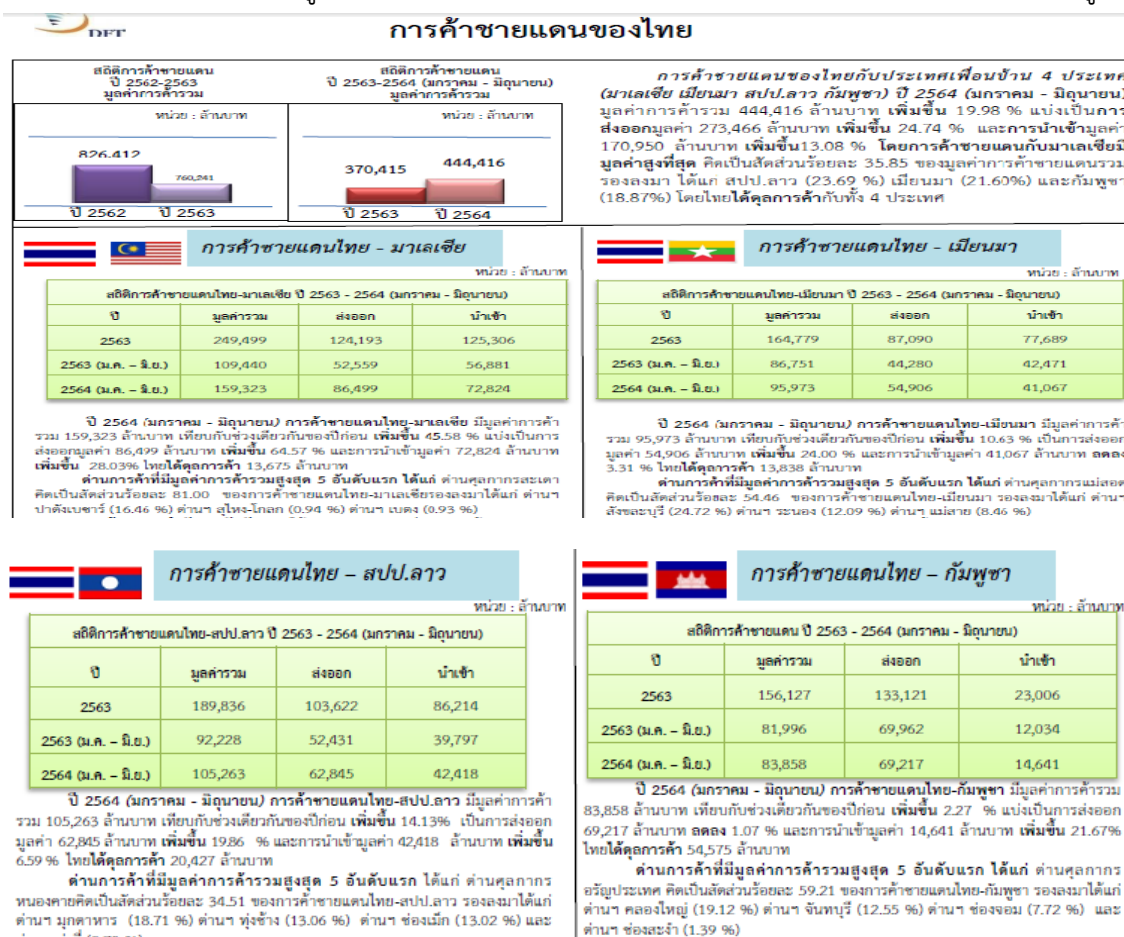 DFT
การค้าชายแดนของไทย
สถิติการค้าชายแดน
ปี 2562-2563
มูลค่าการค้ารวม
หน่วย : ล้านบาท
826,412
760,241
ปี 2562 ปี 2563
สถิติการค้าชายแดน
ปี 2563-2564 (มกราคม - มิถุนายน)
มูลค่าการค้ารวม
หน่วย : ล้านบาท
370,415
444,416
ปี 2563 ปี 2564
การค้าชายแดนของไทยกับประเทศเพื่อนบ้าน 4 ประเทศ
(มาเลเซีย เมียนมา สปป.ลาว กัมพูชา) ปี 2564 (มกราคม - มิถุนายน)
มูลค่าการค้ารวม 444,416 ล้านบาท เพิ่มขึ้น 19.98 % แบ่งเป็นการ
ส่งออกมูลค่า 273,466 ล้านบาท เพิ่มขึ้น 24.74 % และการนำเข้ามูลค่า
170,950 ล้านบาท เพิ่มขึ้น13.08 % โดยการค้าชายแดนกับมาเลเซียมี
มูลค่าสูงที่สุด คิดเป็นสัดส่วนร้อยละ 35.85 ของมูลค่าการค้าชายแดนรวม
รองลงมา ได้แก่ สปป.ลาว (23.69 %) เมียนมา (21.60%) และกัมพูชา
(18.87%) โดยไทยได้ดุลการค้ากับทั้ง 4 ประเทศ
การค้าชายแดนไทย - มาเลเซีย
หน่วย : ล้านบาท
สถิติการค้าชายแดนไทย-มาเลเซีย ปี 2563 - 2564 (มกราคม - มิถุนายน)
ปี มูลค่ารวม ส่งออก นำเข้า
2563 249,499 124,193 125,306
2563 (ม.ค. – มิ.ย.) 109,440 52,559 56,881
2564 (ม.ค. – มิ.ย.) 159,323 86,499 72,824
ปี 2564 (มกราคม - มิถุนายน) การค้าชายแดนไทย-มาเลเซีย มีมูลค่าการค้า
รวม 159,323 ล้านบาท เทียบกับช่วงเดียวกันของปีก่อน เพิ่มขึ้น 45.58 % แบ่งเป็นการ
ส่งออกมูลค่า 86,499 ล้านบาท เพิ่มขึ้น 64.57 % และการนำเข้ามูลค่า 72,824 ล้านบาท
เพิ่มขึ้น 28.03% ไทยได้ดุลการค้า 13,675 ล้านบาท
ด่านการค้าที่มีมูลค่าการค้ารวมสูงสุด 5 อันดับแรก ได้แก่ ด่านศุลกากรสะเดา
คิดเป็นสัดส่วนร้อยละ 81.00 ของการค้าชายแดนไทย-มาเลเซียรองลงมาได้แก่ ด่านฯ
ปาดังเบซาร์ (16.46 %) ด่านฯ สุไหง-โกลก (0.94 %) ด่านฯ เบตง (0.93 %)
การค้าชายแดนไทย - เมียนมา
หน่วย : ล้านบาท
สถิติการค้าชายแดนไทย-เมียนมา ปี 2563 - 2564 (มกราคม - มิถุนายน)
ปี มูลค่ารวม ส่งออก นำเข้า
2563 164,779 87,090 77,689
2563 (ม.ค. – มิ.ย.) 86,751 44,280 42,471
2564 (ม.ค. – มิ.ย.) 95,973 54,906 41,067
ปี 2564 (มกราคม - มิถุนายน) การค้าชายแดนไทย-เมียนมา มีมูลค่าการค้า
รวม 95,973 ล้านบาท เทียบกับช่วงเดียวกันของปีก่อน เพิ่มขึ้น 10.63 % เป็นการส่งออก
มูลค่า 54,906 ล้านบาท เพิ่มขึ้น 24.00 % และการนำเข้ามูลค่า 41,067 ล้านบาท ลดลง
3.31 % ไทยได้ดุลการค้า 13,838 ล้านบาท
ด่านการค้าที่มีมูลค่าการค้ารวมสูงสุด 5 อันดับแรก ได้แก่ ด่านศุลกากรแม่สอด
คิดเป็นสัดส่วนร้อยละ 54.46 ของการค้าชายแดนไทย-เมียนมา รองลงมาได้แก่ ด่านฯ
สังขละบุรี (24.72 %) ด่านฯ ระนอง (12.09 %) ด่านฯ แม่สาย (8.46 %)
การค้าชายแดนไทย – สปป.ลาว
หน่วย : ล้านบาท
สถิติการค้าชายแดนไทย-สปป.ลาว ปี 2563 - 2564 (มกราคม - มิถุนายน)
ปี มูลค่ารวม ส่งออก นำเข้า
2563 189,836 103,622 86,214
2563 (ม.ค. – มิ.ย.) 92,228 52,431 39,797
2564 (ม.ค. – มิ.ย.) 105,263 62,845 42,418
ปี 2564 (มกราคม - มิถุนายน) การค้าชายแดนไทย-สปป.ลาว มีมูลค่าการค้า
รวม 105,263 ล้านบาท เทียบกับช่วงเดียวกันของปีก่อน เพิ่มขึ้น 14.13% เป็นการส่งออก
มูลค่า 62,845 ล้านบาท เพิ่มขึ้น 19.86 % และการนำเข้ามูลค่า 42,418 ล้านบาท เพิ่มขึ้น
6.59 % ไทยได้ดุลการค้า 20,427 ล้านบาท
ด่านการค้าที่มีมูลค่าการค้ารวมสูงสุด 5 อันดับแรก ได้แก่ ด่านศุลกากร
หนองคายคิดเป็นสัดส่วนร้อยละ 34.51 ของการค้าชายแดนไทย-สปป.ลาว รองลงมาได้แก่
ด่านฯ มุกดาหาร (18.71 %) ด่านฯ ทุ่งช้าง (13.06 %) ด่านฯ ช่องเม็ก (13.02 %) และ
การค้าชายแดนไทย – กัมพูชา
หน่วย : ล้านบาท
สถิติการค้าชายแดน ปี 2563 - 2564 (มกราคม - มิถุนายน)
ปี มูลค่ารวม ส่งออก นำเข้า
2563 156,127 133,121 23,006
2563 (ม.ค. – มิ.ย.) 81,996 69,962 12,034
2564 (ม.ค. – มิ.ย.) 83,858 69,217 14,641
ปี 2564 (มกราคม - มิถุนายน) การค้าชายแดนไทย-กัมพูชา มีมูลค่าการค้ารวม
83,858 ล้านบาท เทียบกับช่วงเดียวกันของปีก่อน เพิ่มขึ้น 2.27 % แบ่งเป็นการส่งออก
69,217 ล้านบาท ลดลง 1.07 % และการนำเข้ามูลค่า 14,641 ล้านบาท เพิ่มขึ้น 21.67%
ไทยได้ดุลการค้า 54,575 ล้านบาท
ด่านการค้าที่มีมูลค่าการค้ารวมสูงสุด 5 อันดับแรก ได้แก่ ด่านศุลกากร
อรัญประเทศ คิดเป็นสัดส่วนร้อยละ 59.21 ของการค้าชายแดนไทย-กัมพูชา รองลงมาได้แก่
ด่านฯ คลองใหญ่ (19.12 %) ด่านฯ จันทบุรี (12.55 %) ด่านฯ ช่องจอม (7.72 %) และ
ด่านฯ ช่องสะงำ (1.39 %)